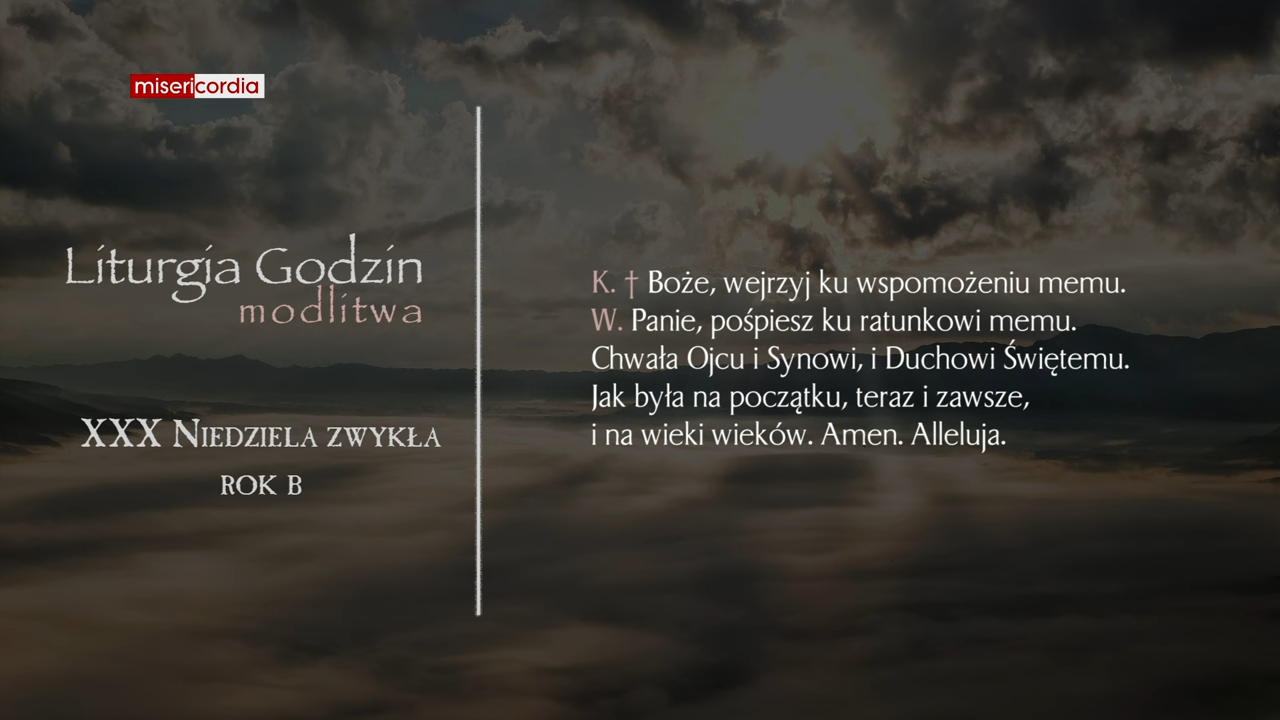 misericordia
Liturgia Godzin
modlitwa
XXX Niedziela zwykła
rok B
K. † Boże, wejrzyj ku wspomożeniu memu.
W. Panie, pośpiesz ku ratunkowi memu.
Chwała Ojcu i Synowi, i Duchowi Świętemu.
Jak była na początku, teraz i zawsze,
i na wieki wieków. Amen. Alleluja.